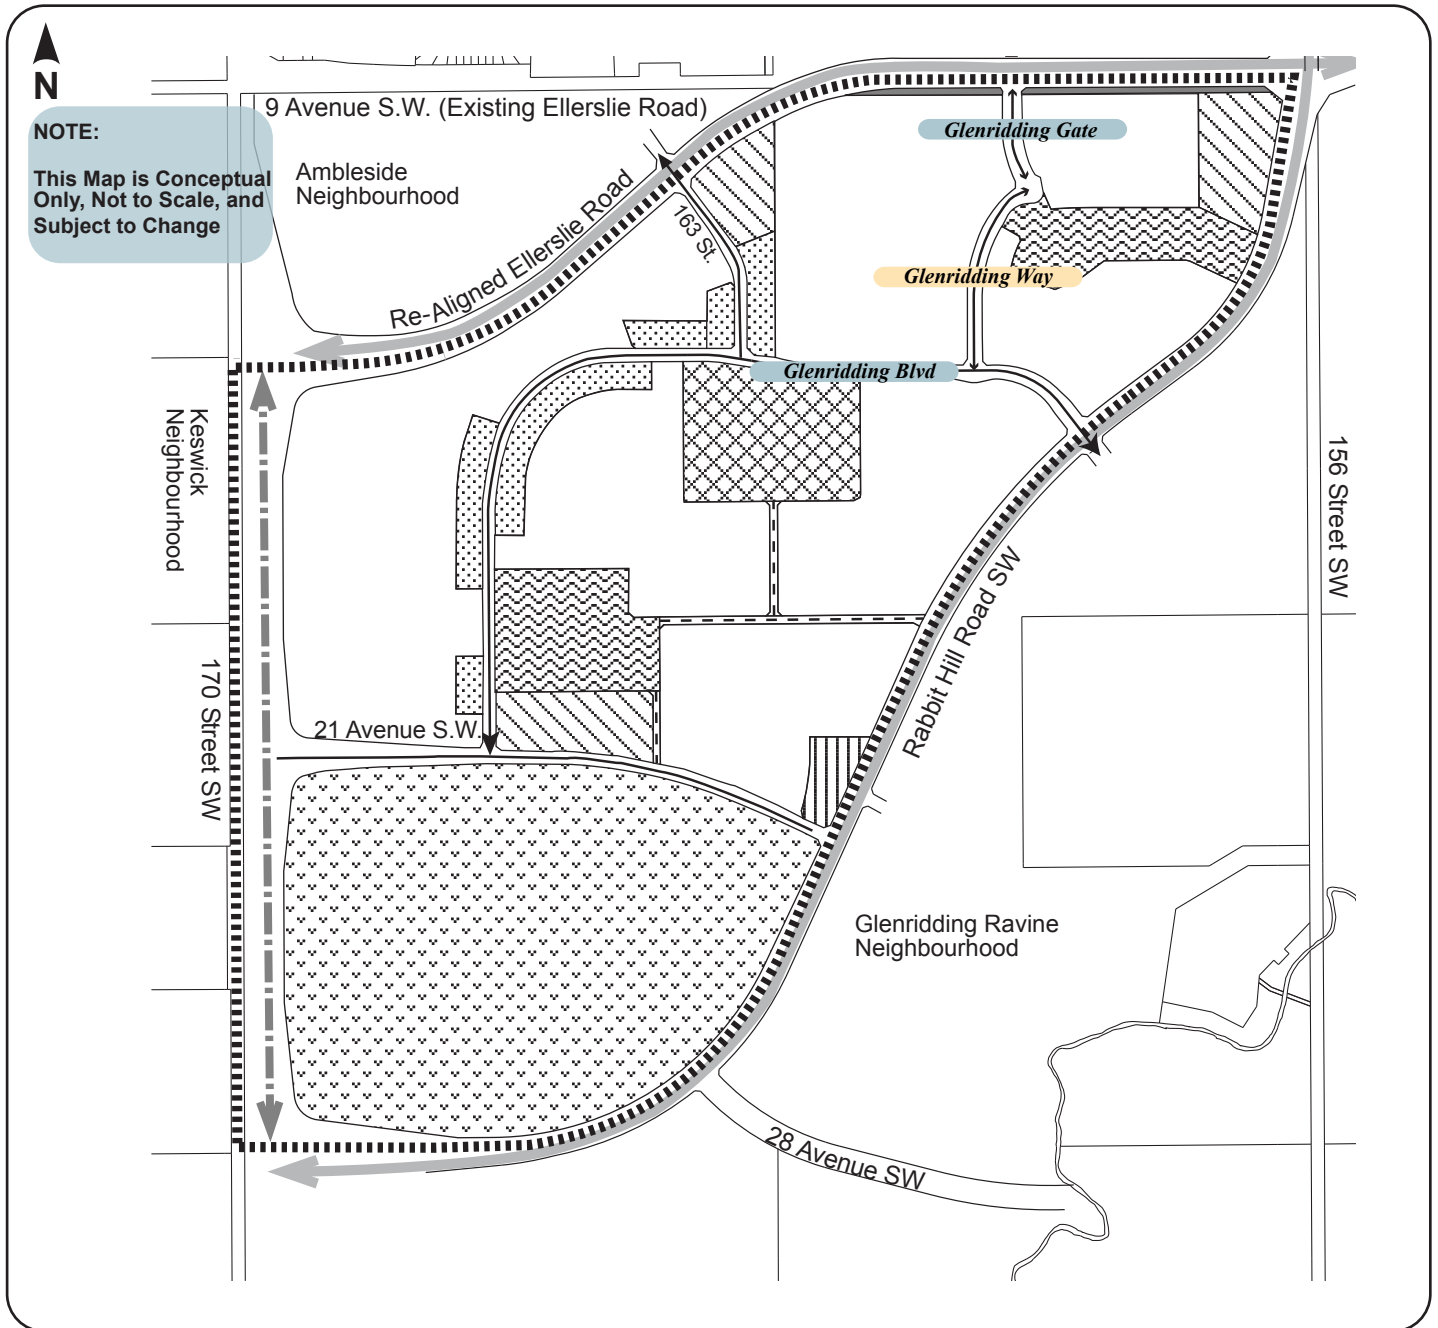 N
NOTE:
This Map is Conceptual
Only, Not to Scale, and
Subject to Change
9 Avenue S.W. (Existing Ellerslie Road)
Glenridding Gate
Ambleside
Neighbourhood
Re-Aligned Ellerslie Road
163 St.
Glenridding Way
Glenridding Blvd
Keswick
Neighbourhood
156 Street SW
Rabbit Hill Road SW
170 Street SW
21 Avenue S.W.
Glenridding Ravine
Neighbourhood
28 Avenue SW